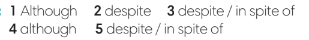 1 Although 2 despite 3 despite / in spite of
4 although 5 despite / in spite of